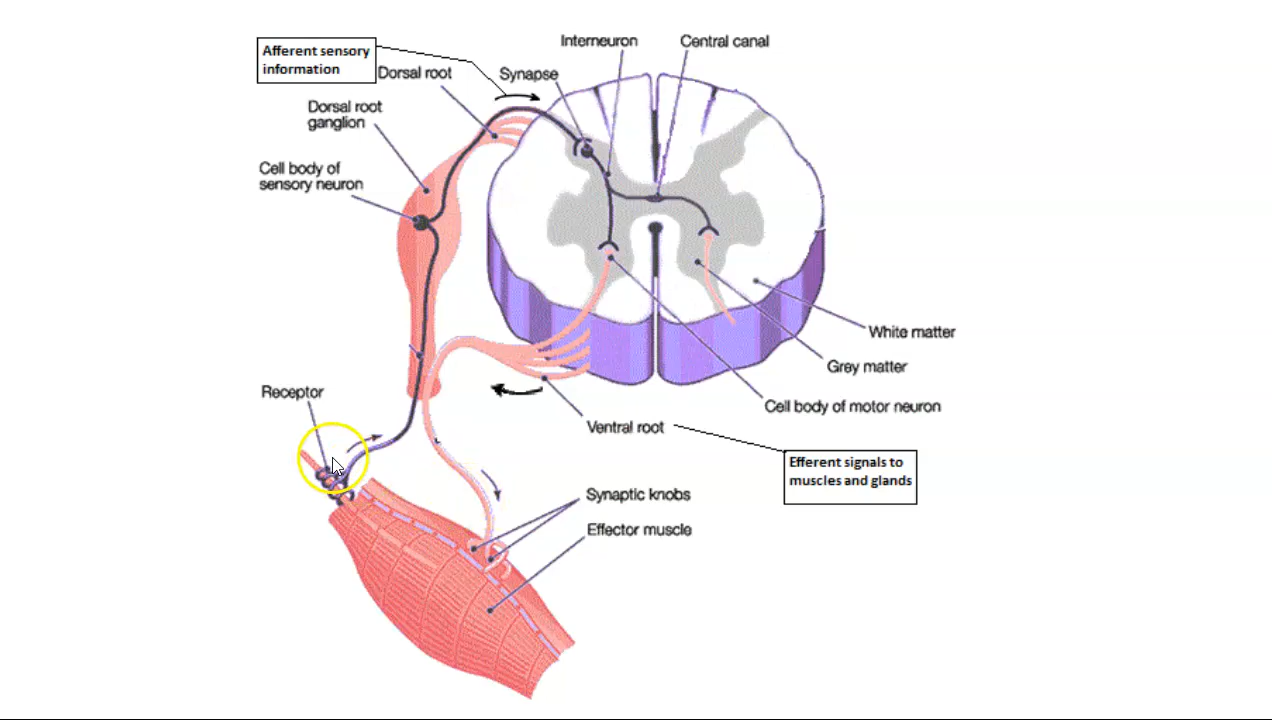 Interneuron
Central canal
Afferent sensory
information
Dorsal root
Synapse
Dorsal root
ganglion
Cell body of
sensory neuron
White matter
Grey matter
Receptor
Cell body of motor neuron
Ventral root
Efferent signals to
muscles and glands
Synaptic knobs
Effector muscle